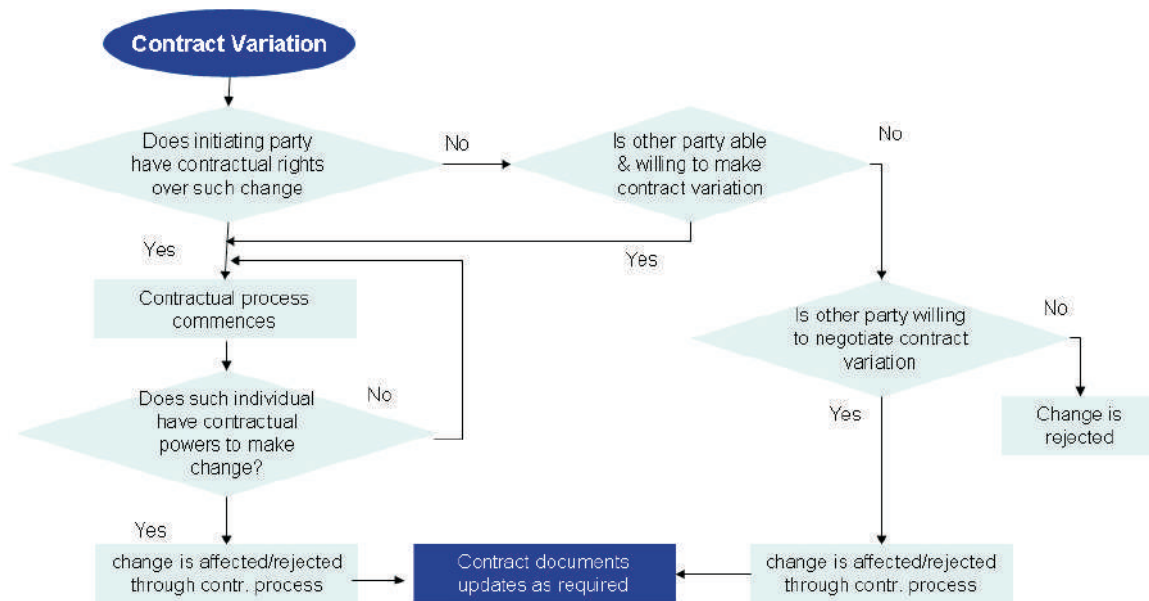 Contract Variation
Does initiating party
have contractual rights
over such change
No
Is other party able
& willing to make
contract variation
No
Yes
Yes
Contractual process
commences
Is other party willing
to negotiate contract
variation
No
Does such individual
have contractual
powers to make
change?
No
Yes
Change is
rejected
Yes
change is affected/rejected
through contr. process
Contract documents
updates as required
change is affected/rejected
through contr. process